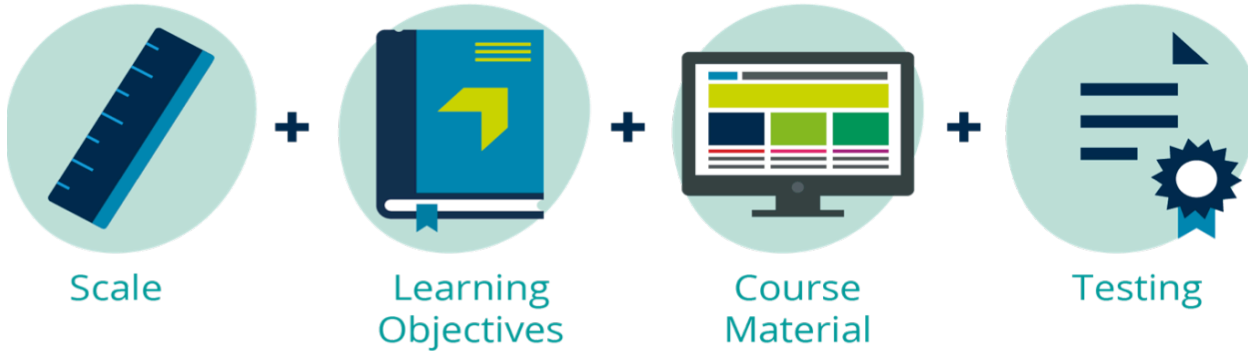 Scale
Learning
Objectives
Course
Material
Testing